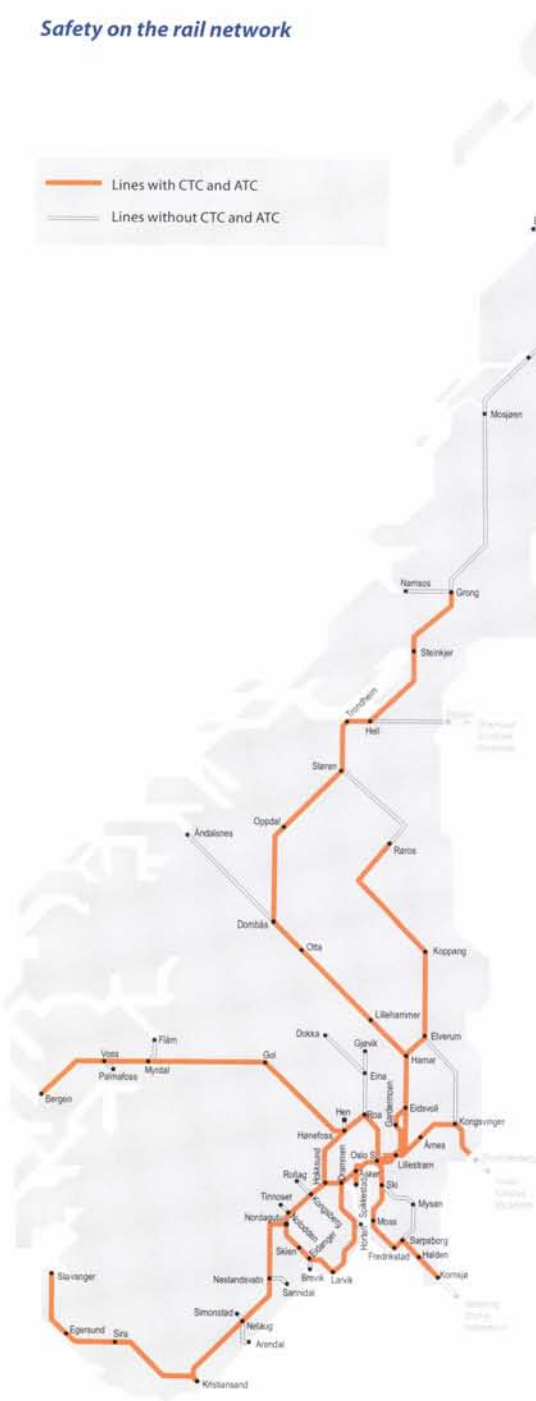 Safety on the rail network
Lines with CTC and ATC
Lines without CTC and ATC
Mosjøen
Namsos
Grong
Steinkjer
Trondheim
Hell
Støren
Oppdal
Åndalsnes
Røros
Dombås
Otta
Koppang
Lillehammer
Dokka
Gjøvik
Elverum
Flåm
Voss
Gol
Hamar
Palmafoss
Myrdal
Eina
Gardermoen
Bergen
Hen
Roa
Eidsvoll
Kongsvinger
Hønefoss
Årnes
Oslo S
Lillestrøm
Hokksund
Drammen
Asker
Spikkestad
Ski
Rollag
Kongsberg
Tinnoset
Mysen
Nordagutu
Notodden
Horten
Moss
Sarpsborg
Skien
Eidanger
Fredrikstad
Halden
Stavanger
Nestandsvatn
Brevik
Larvik
Kornsjø
Sannidal
Simonstad
Egersund
Sira
Nelaug
Arendal
Kristiansand